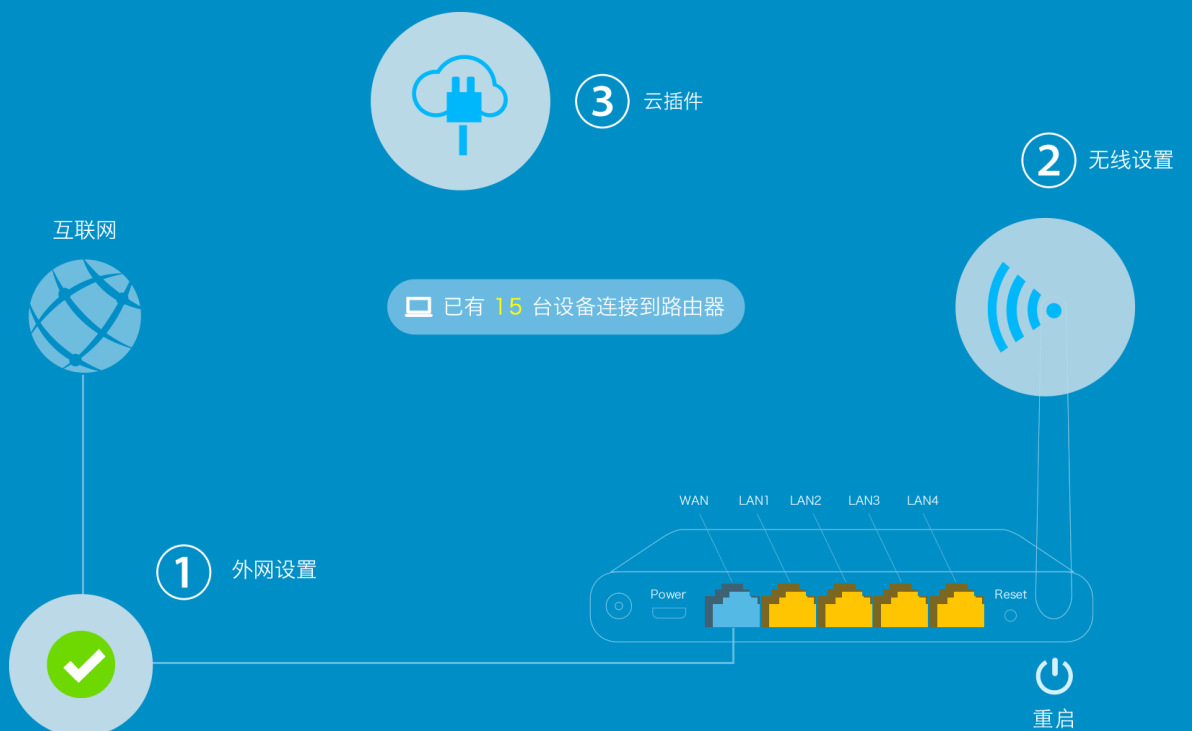 3 云插件
2 无线设置
互联网
已有 15 台设备连接到路由器
WAN LAN1 LAN2 LAN3 LAN4
1 外网设置
Power
Reset
重启